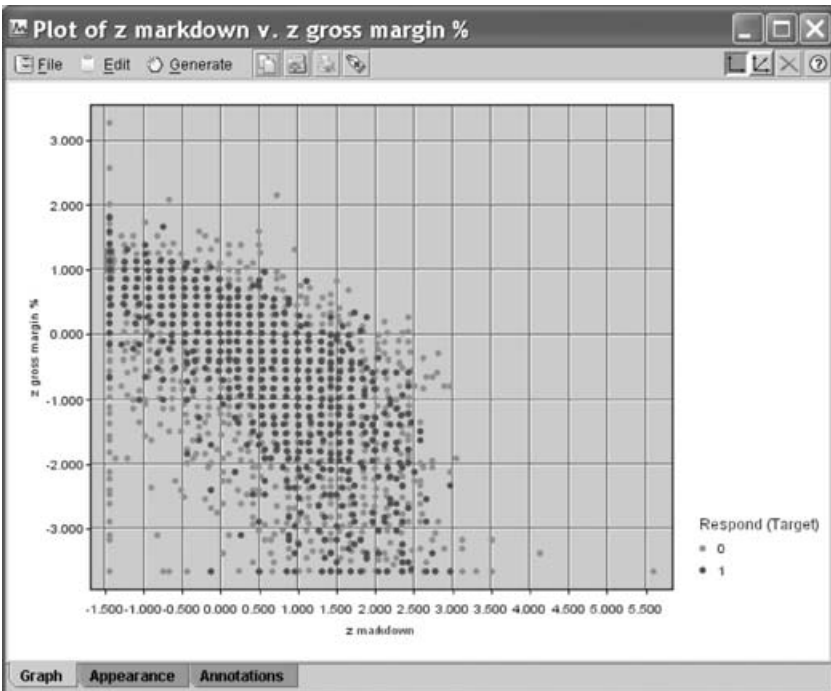 Plot of z markdown v. z gross margin %
File Edit Generate
3.000
2.000
1.000
0.000
-1.000
-2.000
-3.000
z gross margin %
-1.500 -1.000 -0.500 0.000 0.500 1.000 1.500 2.000 2.500 3.000 3.500 4.000 4.500 5.000 5.500
z markdown
Respond (Target)
0
1
Graph Appearance Annotations